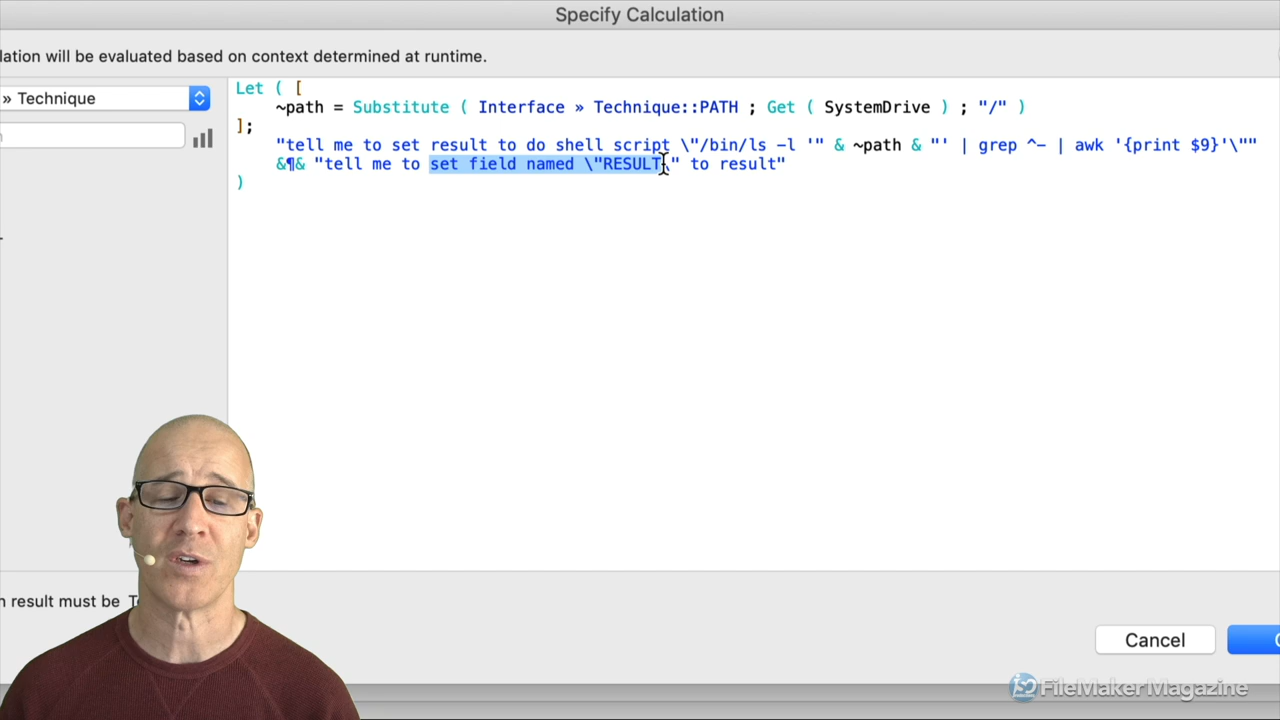 Specify Calculation
lation will be evaluated based on context determined at runtime.
» Technique
Let ( [
~path = Substitute ( Interface » Technique::PATH ; Get ( SystemDrive ) ; "/" )
];
"tell me to set result to do shell script \"/bin/ls -l '" & ~path & "' | grep ^- | awk '{print $9}'\""
&¶& "tell me to set field named \"RESULT\" to result"
)
n result must be
Cancel
FileMaker Magazine